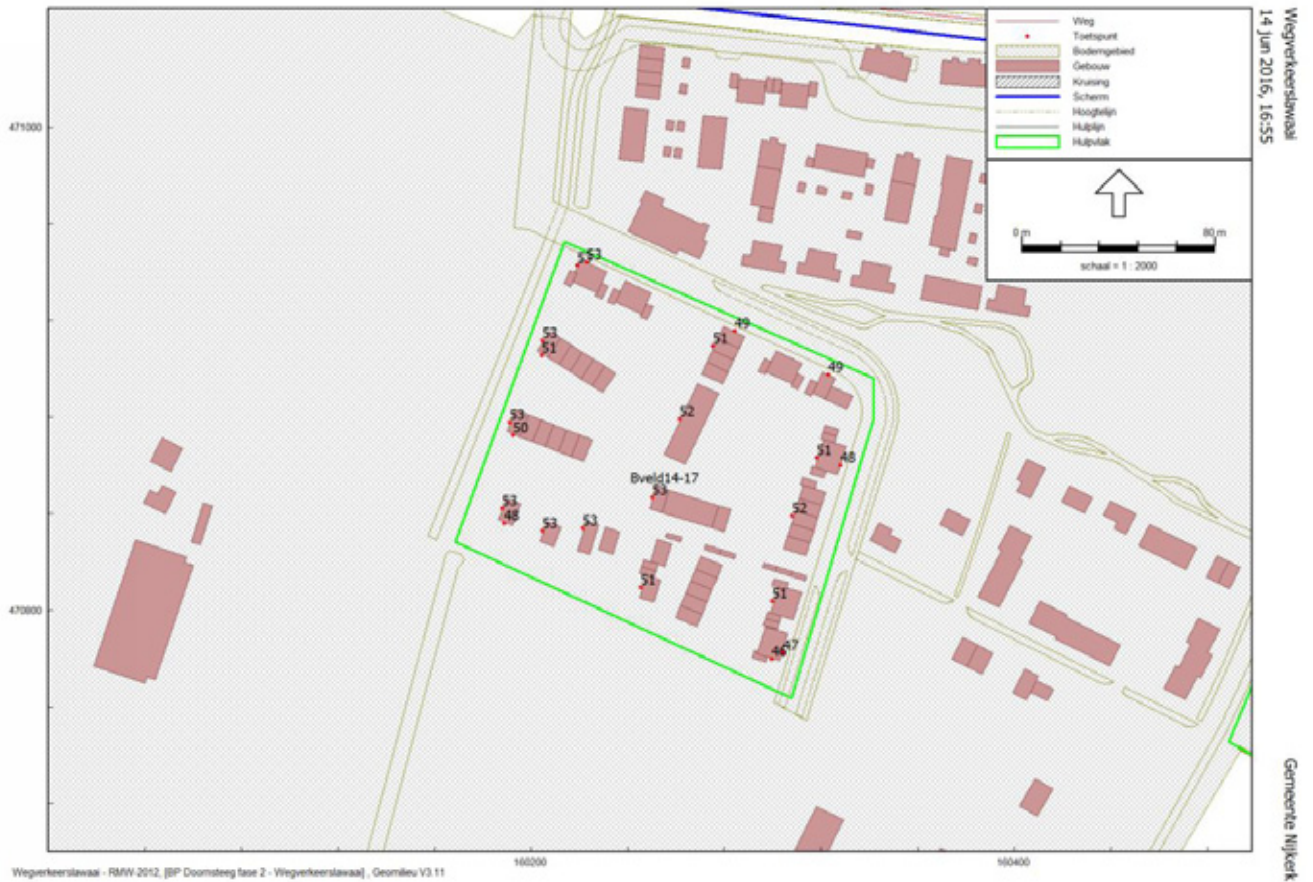 Wegverkeerslawaai
14 jun 2016, 16:55
Weg
Toetspunt
Bodemgebied
Gebouw
Kruising
Scherm
Hoogtelijn
Hulplijn
Hulpvlak
0 m 80 m
schaal = 1 : 2000
471000
53
53
51
49
51
49
52
53
50
51
48
Bveld14-17
53
53
48
53
53
52
51
51
47
46
470800
160200
160400
Gemeente Nijkerk
Wegverkeerslawaai - RMW-2012, [BP Doornsteeg fase 2 - Wegverkeerslawaai] , Geomilieu V3.11